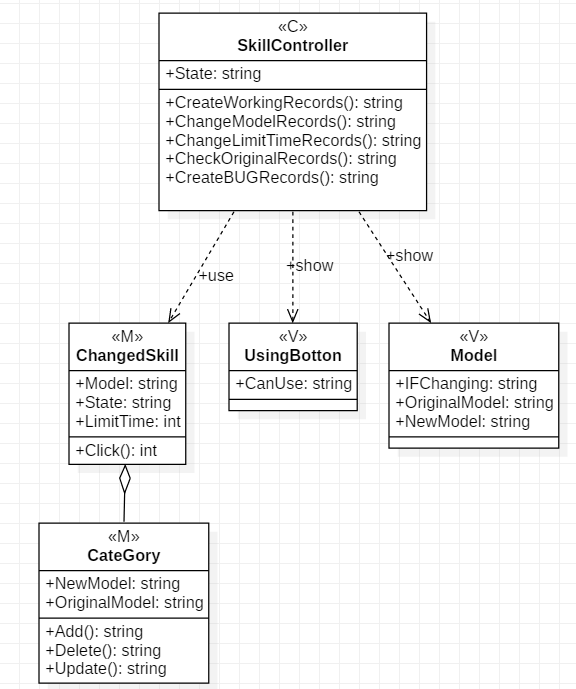 «C»
SkillController
+State: string
+CreateWorkingRecords(): string
+ChangeModelRecords(): string
+ChangeLimitTimeRecords(): string
+CheckOriginalRecords(): string
+CreateBUGRecords(): string
+use
+show
+show
«M»
ChangedSkill
+Model: string
+State: string
+LimitTime: int
+Click(): int
«V»
UsingBotton
+CanUse: string
«V»
Model
+IFChanging: string
+OriginalModel: string
+NewModel: string
«M»
CateGory
+NewModel: string
+OriginalModel: string
+Add(): string
+Delete(): string
+Update(): string